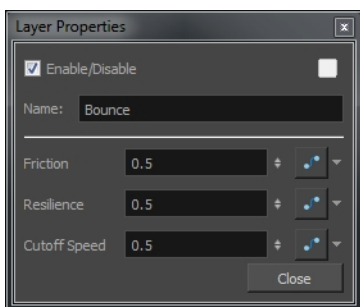 Layer Properties
Enable/Disable
Name: Bounce
Friction 0.5
Resilience 0.5
Cutoff Speed 0.5
Close